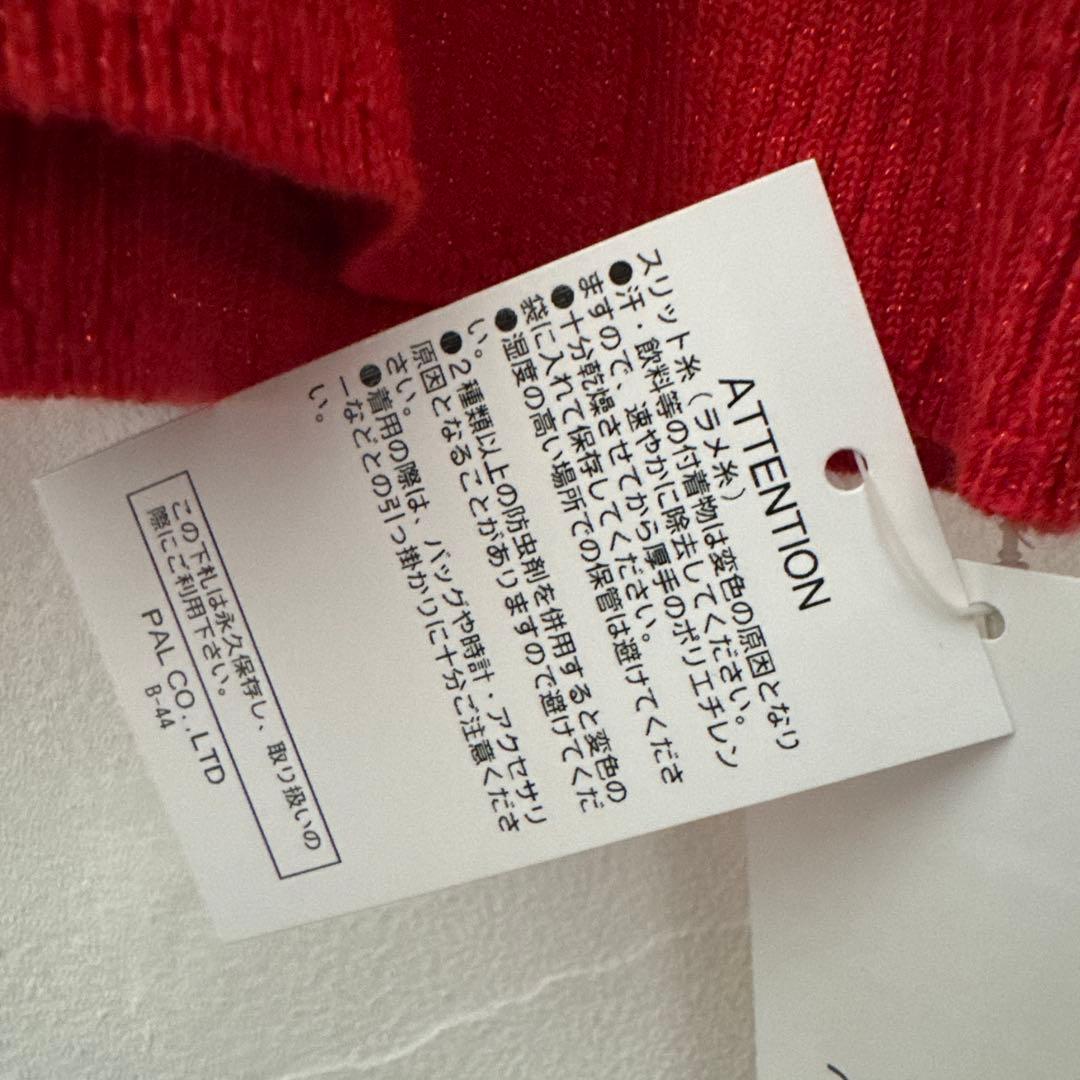 ATTENTION
スリット糸（ラメ糸）
●汗・飲料等の付着物は変色の原因となり
ますので、速やかに除去してください。
●十分乾燥させてから厚手のポリエチレン
袋に入れて保存してください。
●湿度の高い場所での保管は避けてくださ
い。
●２種類以上の防虫剤を併用すると変色の
原因となることがありますので避けてくだ
さい。
●着用の際は、バッグや時計・アクセサリ
ーなどとの引っ掛かりに十分ご注意くださ
い。
この下札は永久保存し、取り扱いの
際にご利用下さい。
PAL CO.,LTD
B-44